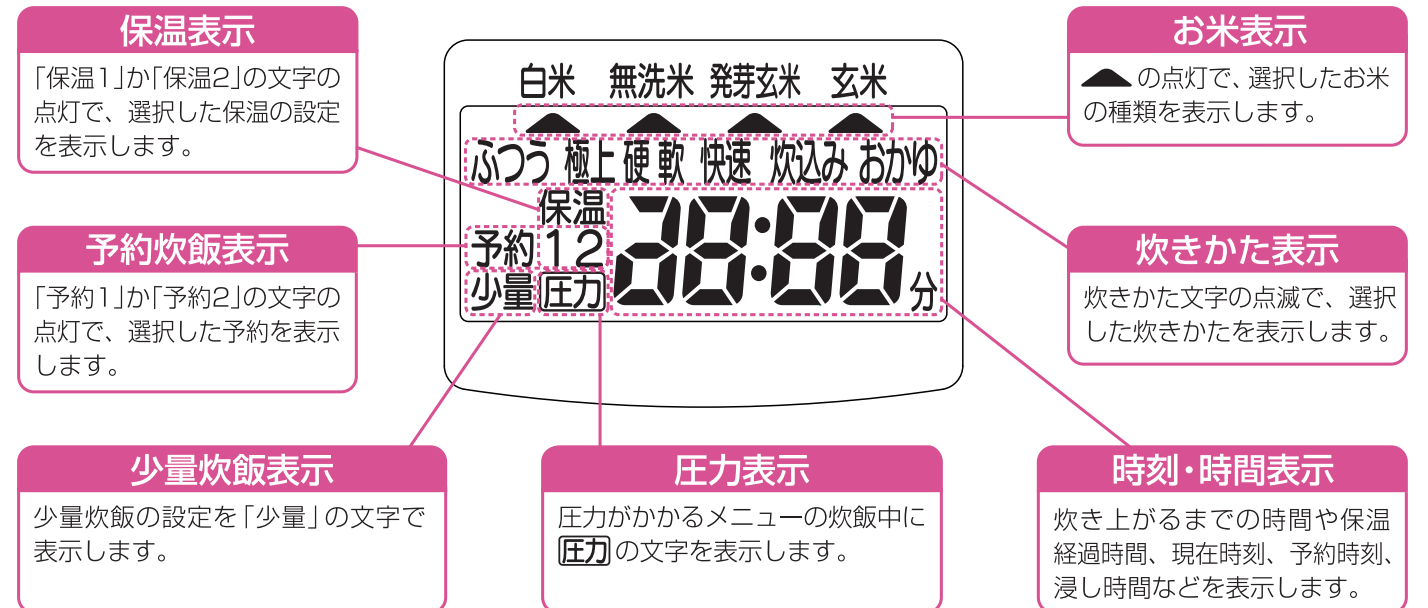 保温表示
「保温1」か「保温2」の文字の
点灯で、選択した保温の設定
を表示します。
予約炊飯表示
「予約1」か「予約2」の文字の
点灯で、選択した予約を表示
します。
少量炊飯表示
少量炊飯の設定を「少量」の文字で
表示します。
白米 無洗米 発芽玄米 玄米
ふつう 極上 硬 軟 快速 炊込み おかゆ
保温
予約 12 38:88
少量 圧力 分
圧力表示
圧力がかかるメニューの炊飯中に
圧力の文字を表示します。
お米表示
▲の点灯で、選択したお米
の種類を表示します。
炊きかた表示
炊きかた文字の点滅で、選択
した炊きかたを表示します。
時刻・時間表示
炊き上がるまでの時間や保温
経過時間、現在時刻、予約時刻、
浸し時間などを表示します。